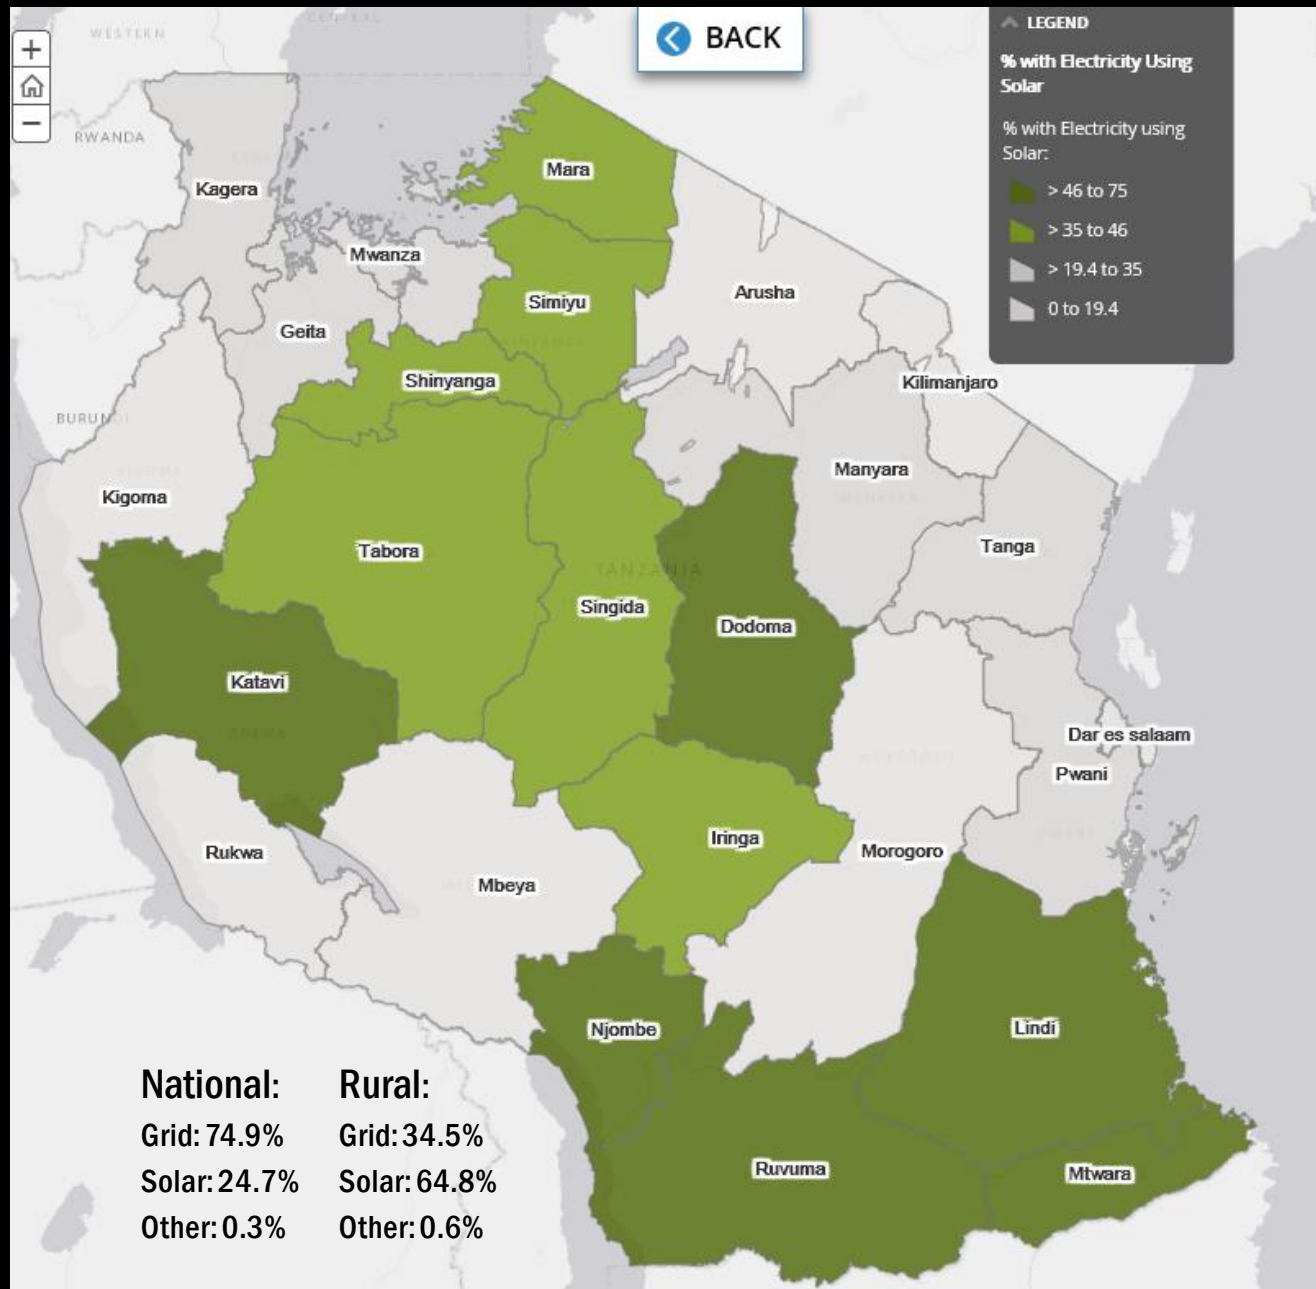 WESTERN
CENTRAL
BACK
LEGEND
% with Electricity Using
Solar
% with Electricity using
Solar:
> 46 to 75
> 35 to 46
> 19.4 to 35
0 to 19.4
RWANDA
Kagera
Mara
Mwanza
Arusha
Simiyu
Geita
Shinyanga
Kilimanjaro
BURUNDI
Kigoma
Manyara
Tabora
Tanga
TANZANIA
Singida
Dodoma
Katavi
Dar es salaam
Pwani
Rukwa
Iringa
Morogoro
Mbeya
Njombe
Lindi
Ruvuma
Mtwara
National:
Grid: 74.9%
Solar: 24.7%
Other: 0.3%
Rural:
Grid: 34.5%
Solar: 64.8%
Other: 0.6%